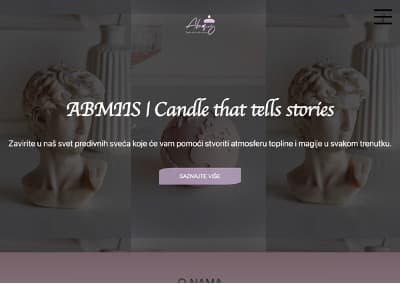 ABMIIS | Candle that tells stories
Zavirite u naš svet predivnih sveća koje će vam pomoći stvoriti atmosferu topline i magije u svakom trenutku.
SAZNAJTE VIŠE
O NAMA